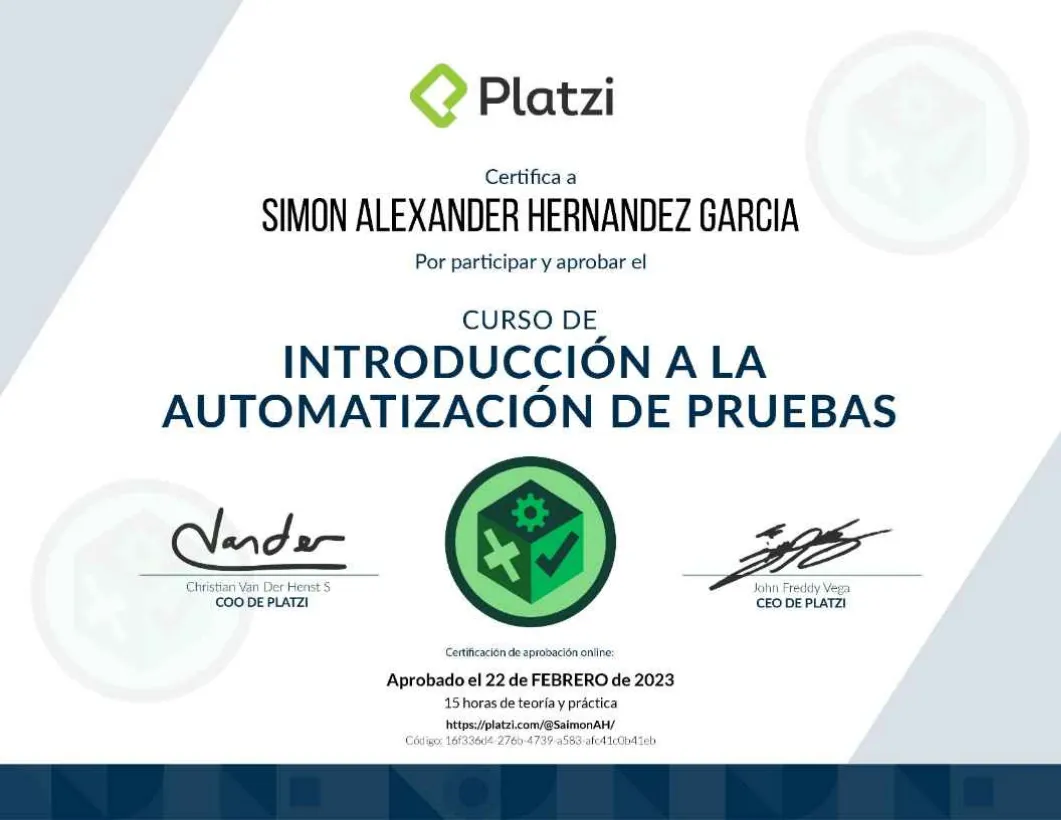 Platzi
Certifica a
SIMON ALEXANDER HERNANDEZ GARCIA
Por participar y aprobar el
CURSO DE
INTRODUCCIÓN A LA
AUTOMATIZACIÓN DE PRUEBAS
Vander
Christian Van Der Henst S
COO DE PLATZI
John Freddy Vega
CEO DE PLATZI
Certificación de aprobación online:
Aprobado el 22 de FEBRERO de 2023
15 horas de teoría y práctica
https://platzi.com/@SaimonAH/
Código: 16f336d4-276b-4739-a583-afc41c0b41eb